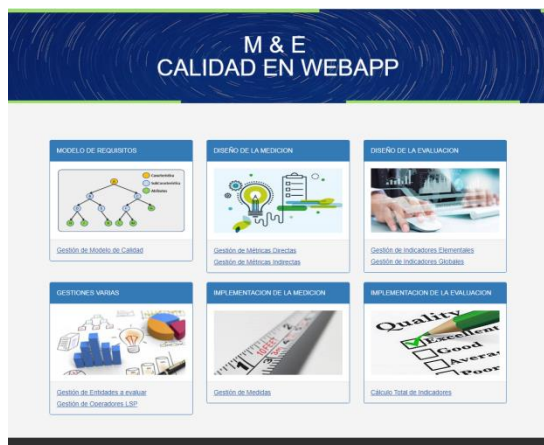 M & E
CALIDAD EN WEBAPP
MODELO DE REQUISITOS
Característica
Subcaracterística
Atributos
Gestión de Modelo de Calidad
DISEÑO DE LA MEDICION
Gestión de Métricas Directas
Gestión de Métricas Indirectas
DISEÑO DE LA EVALUACION
Gestión de Indicadores Elementales
Gestión de Indicadores Globales
GESTIONES VARIAS
Gestión de Entidades a evaluar
Gestión de Operadores LSP
IMPLEMENTACION DE LA MEDICION
Gestión de Medidas
IMPLEMENTACION DE LA EVALUACION
Quality
Excellent
Good
Avera
Poor
Cálculo Total de Indicadores